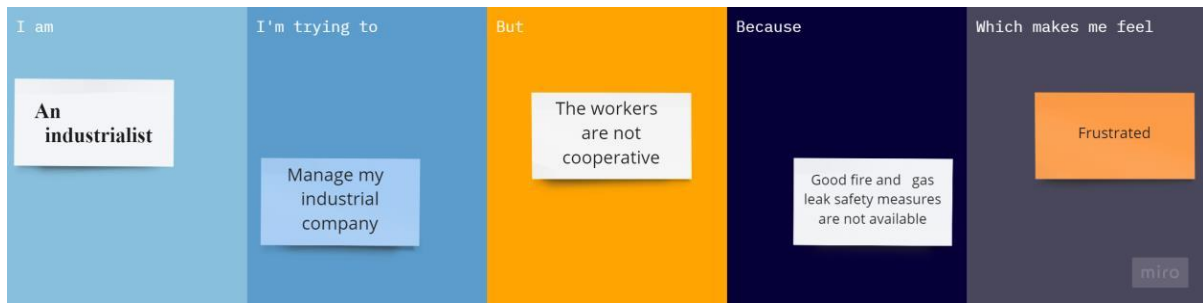 I am
An
industrialist
I'm trying to
Manage my
industrial
company
But
The workers
are not
cooperative
Because
Good fire and gas
leak safety measures
are not available
Which makes me feel
Frustrated
miro